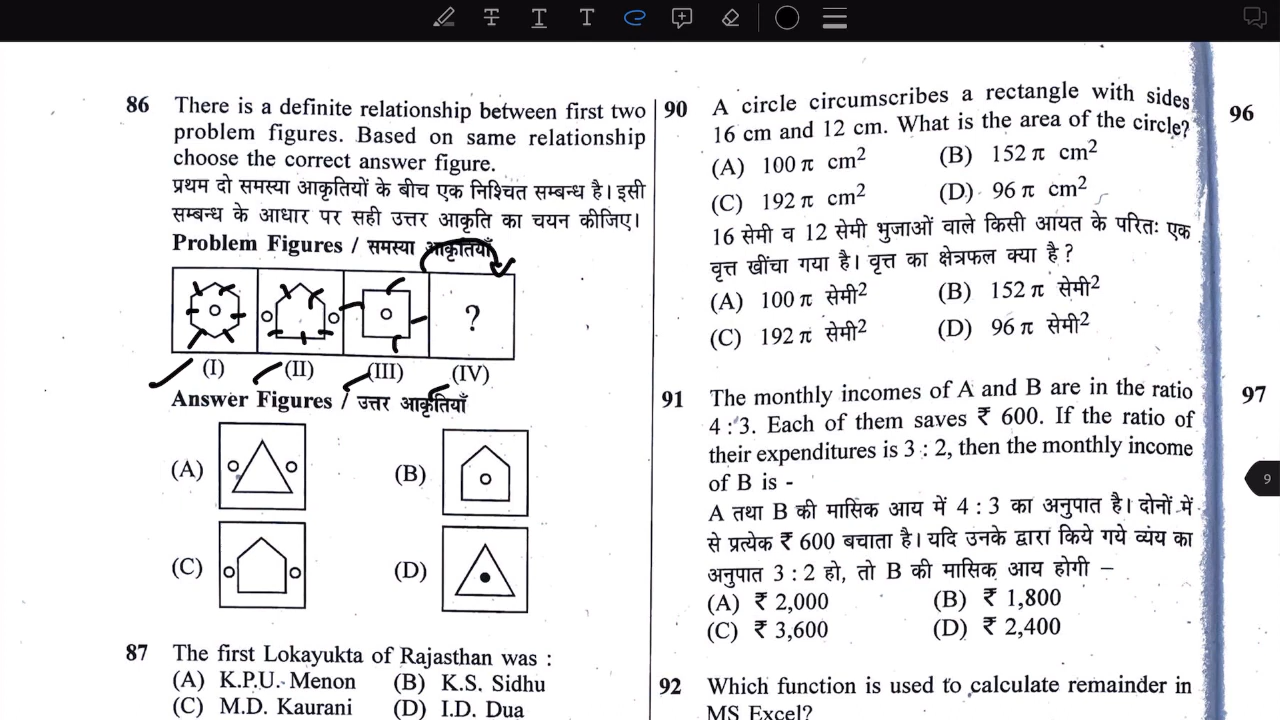 T T T
86 There is a definite relationship between first two
problem figures. Based on same relationship
choose the correct answer figure.
प्रथम दो समस्या आकृतियों के बीच एक निश्चित सम्बन्ध है। इसी
सम्बन्ध के आधार पर सही उत्तर आकृति का चयन कीजिए।
Problem Figures / समस्या आकृतियाँ
?
(I) (II) (III) (IV)
Answer Figures / उत्तर आकृतियाँ
(A) (B)
(C) (D)
87 The first Lokayukta of Rajasthan was :
(A) K.P.U. Menon (B) K.S. Sidhu
(C) M.D. Kaurani (D) I.D. Dua
90 A circle circumscribes a rectangle with sides
16 cm and 12 cm. What is the area of the circle?
(A) 100 π cm² (B) 152 π cm²
(C) 192 π cm² (D) 96 π cm²
16 सेमी व 12 सेमी भुजाओं वाले किसी आयत के परितः एक
वृत्त खींचा गया है। वृत्त का क्षेत्रफल क्या है ?
(A) 100 π सेमी² (B) 152 π सेमी²
(C) 192 π सेमी² (D) 96 π सेमी²
91 The monthly incomes of A and B are in the ratio
4 : 3. Each of them saves ₹ 600. If the ratio of
their expenditures is 3 : 2, then the monthly income
of B is -
A तथा B की मासिक आय में 4 : 3 का अनुपात है। दोनों में
से प्रत्येक ₹ 600 बचाता है। यदि उनके द्वारा किये गये व्यय का
अनुपात 3 : 2 हो, तो B की मासिक आय होगी –
(A) ₹ 2,000 (B) ₹ 1,800
(C) ₹ 3,600 (D) ₹ 2,400
92 Which function is used to calculate remainder in
MS Excel?
96
97
9